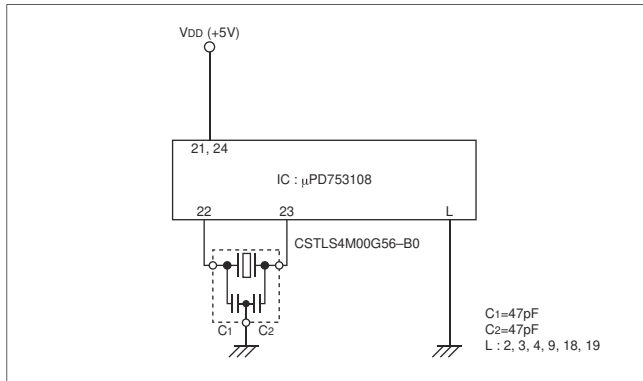 VDD (+5V)
21, 24
IC : µPD753108
22 23 L
CSTLS4M00G56–B0
C1 C2
C1=47pF
C2=47pF
L : 2, 3, 4, 9, 18, 19